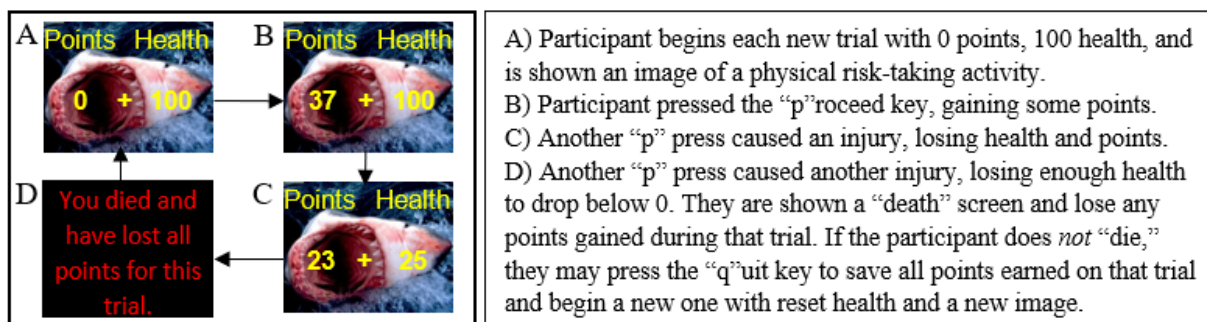 A Points Health
0 + 100
B Points Health
37 + 100
D You died and
have lost all
points for this
trial.
C Points Health
23 + 25
A) Participant begins each new trial with 0 points, 100 health, and
is shown an image of a physical risk-taking activity.
B) Participant pressed the “p”roceed key, gaining some points.
C) Another “p” press caused an injury, losing health and points.
D) Another “p” press caused another injury, losing enough health
to drop below 0. They are shown a “death” screen and lose any
points gained during that trial. If the participant does not “die,”
they may press the “q”uit key to save all points earned on that trial
and begin a new one with reset health and a new image.